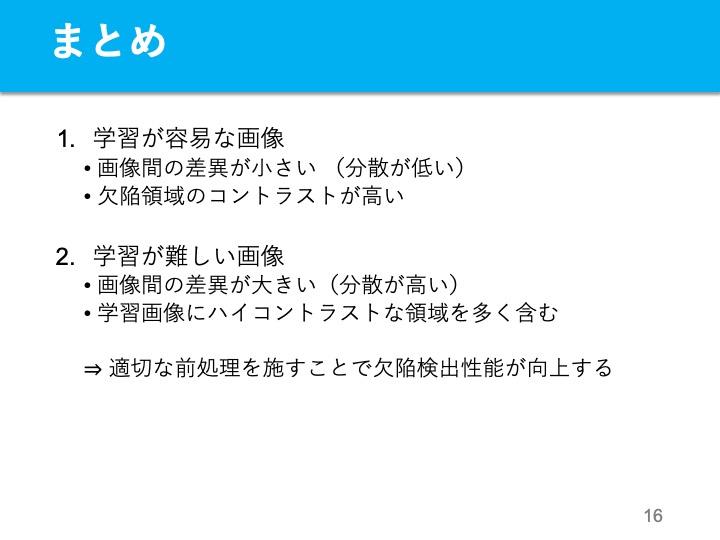 まとめ
1. 学習が容易な画像
• 画像間の差異が小さい （分散が低い）
• 欠陥領域のコントラストが高い
2. 学習が難しい画像
• 画像間の差異が大きい（分散が高い）
• 学習画像にハイコントラストな領域を多く含む
⇒ 適切な前処理を施すことで欠陥検出性能が向上する
16